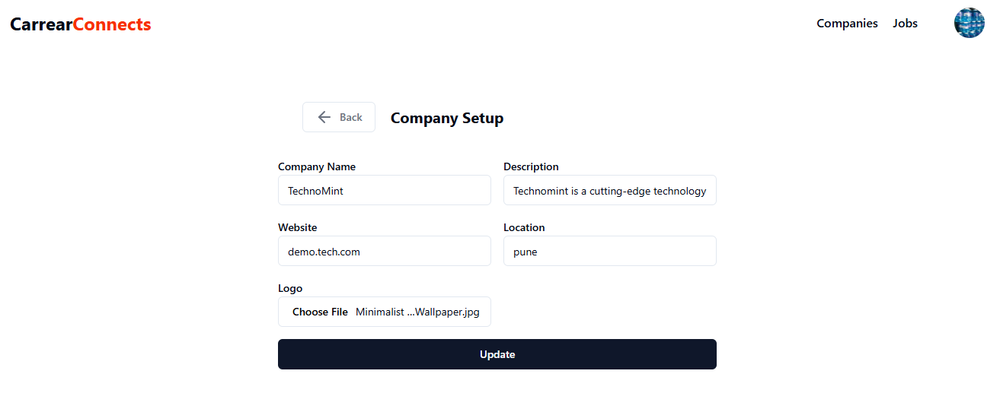 CarrearConnects
Companies Jobs
Back
Company Setup
Company Name
Description
TechnoMint
Technomint is a cutting-edge technology
Website
Location
demo.tech.com
pune
Logo
Choose File Minimalist ...Wallpaper.jpg
Update